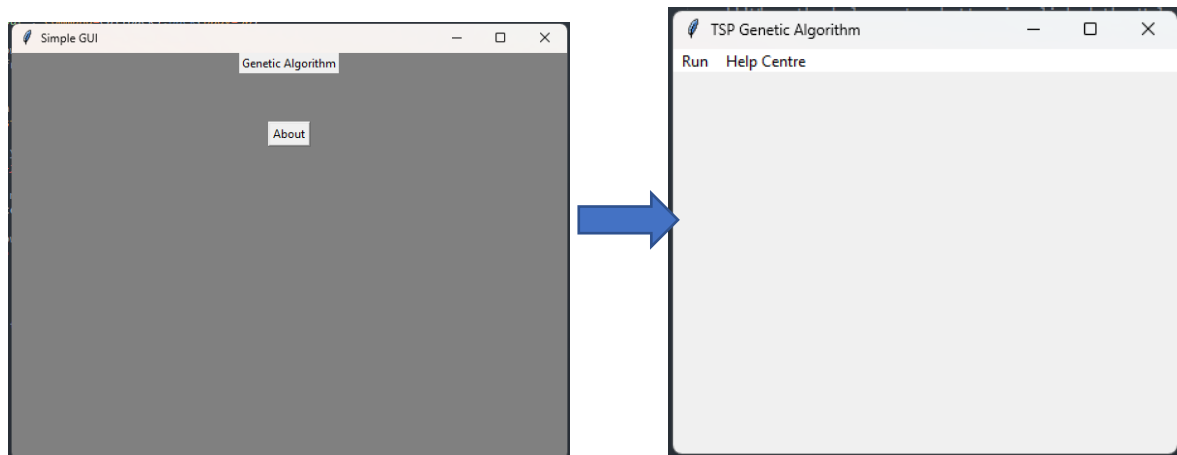 Simple GUI
Genetic Algorithm
About
TSP Genetic Algorithm
Run Help Centre